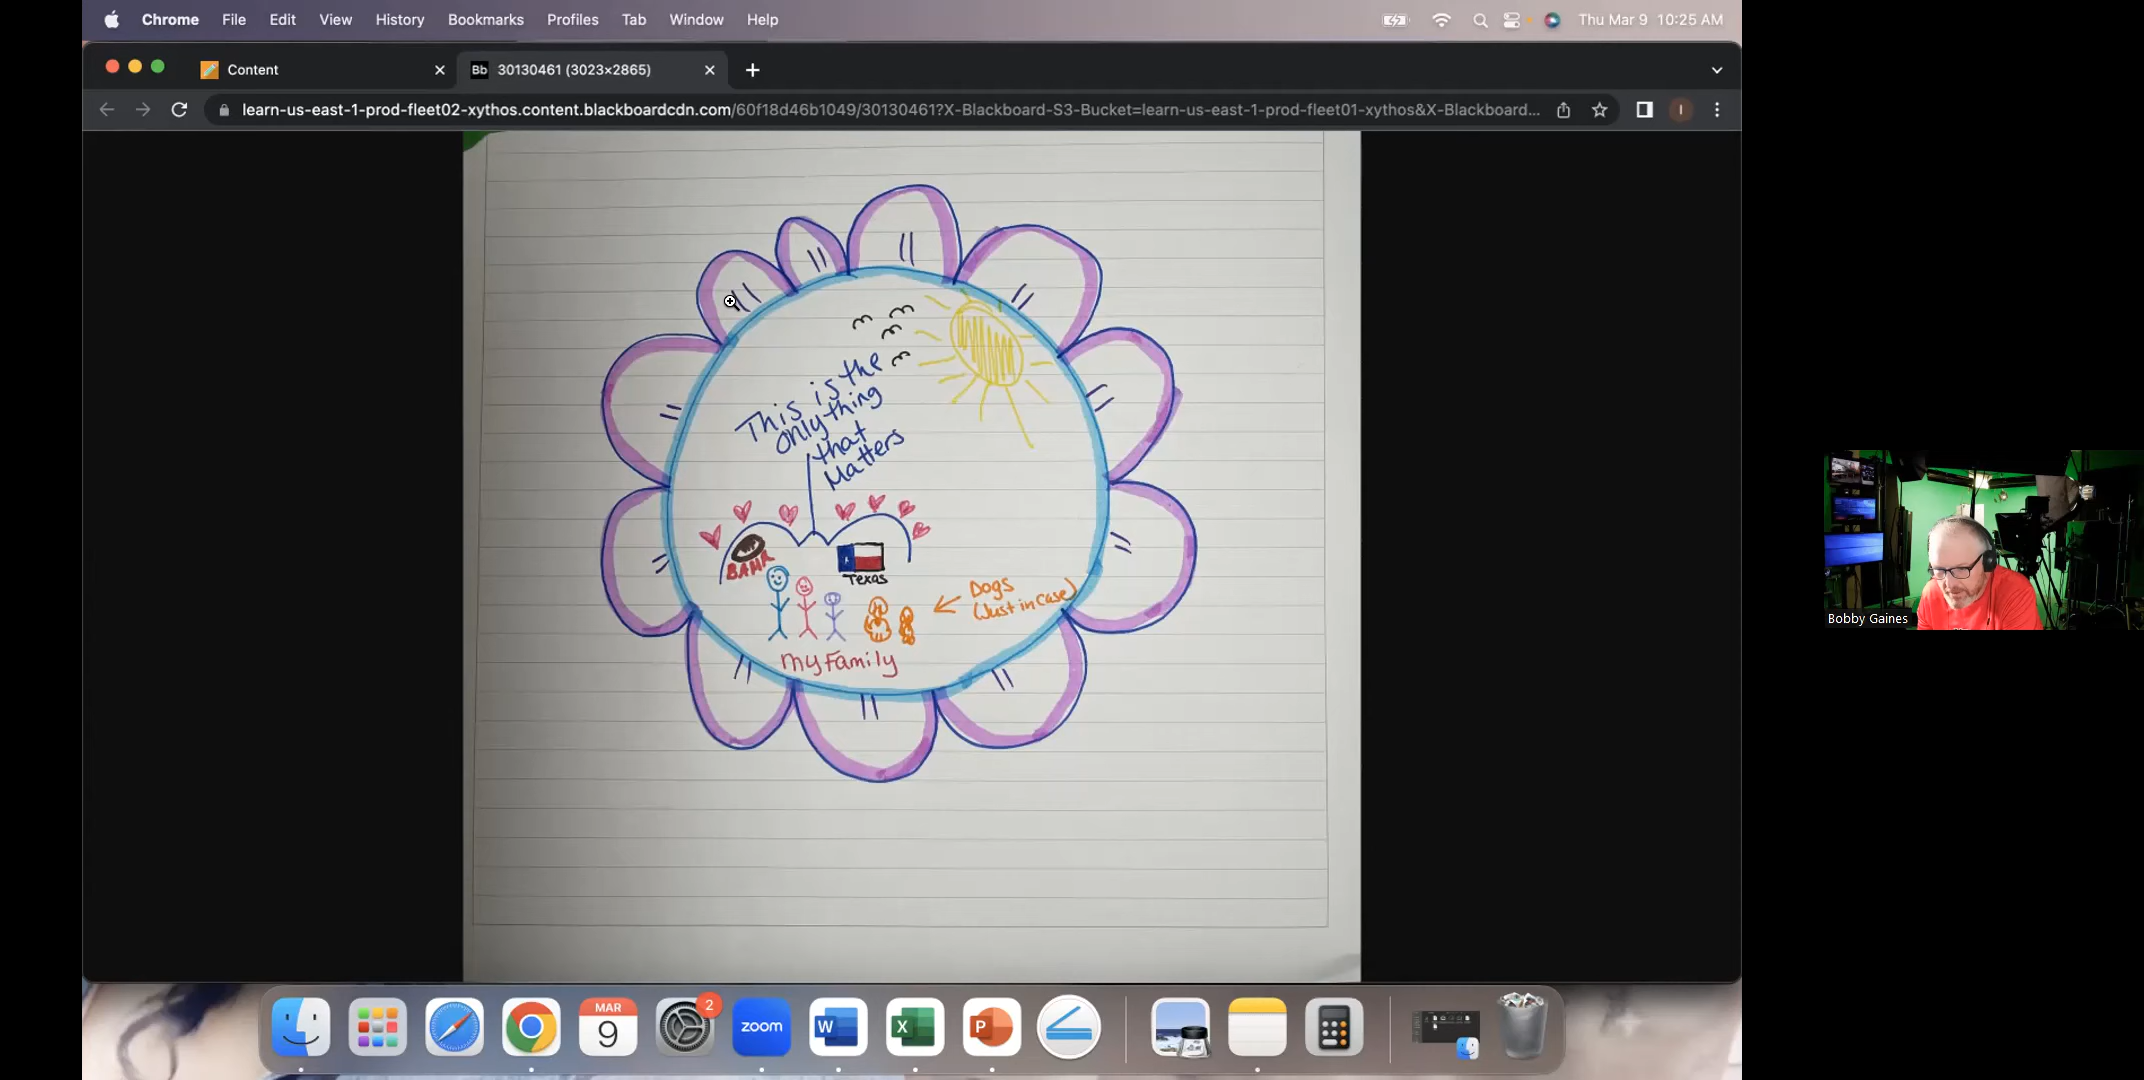 Chrome File Edit View History Bookmarks Profiles Tab Window Help
Thu Mar 9 10:25 AM
Content
Bb 30130461 (3023×2865)
learn-us-east-1-prod-fleet02-xythos.content.blackboardcdn.com/60f18d46b1049/30130461?X-Blackboard-S3-Bucket=learn-us-east-1-prod-fleet01-xythos&X-Blackboard...
I
This is the
only thing
that
Matters
BAMA
Texas
Dogs
(Just in case)
My Family
Bobby Gaines
MAR
9
2
zoom
W
X
P